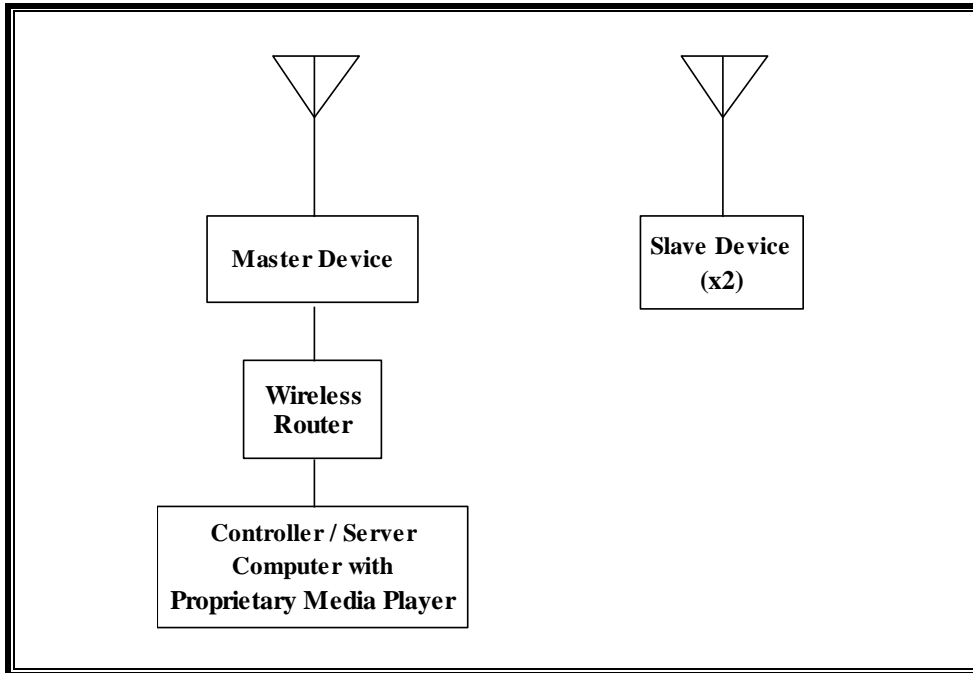 Master Device
Slave Device
(x2)
Wireless
Router
Controller / Server
Computer with
Proprietary Media Player